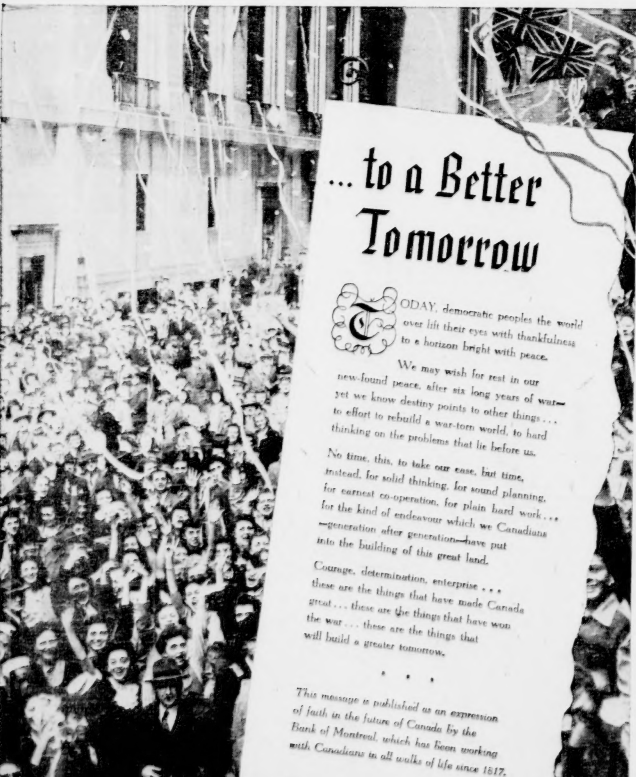 ... to a Better
Tomorrow
TODAY, democratic peoples the world
over lift their eyes with thankfulness
to a horizon bright with peace.
We may wish for rest in our
new-found peace, after six long years of war—
yet we know destiny points to other things...
to effort to rebuild a war-torn world, to hard
thinking on the problems that lie before us.
No time, this, to take our ease, but time,
instead, for solid thinking, for sound planning,
for earnest co-operation, for plain hard work...
for the kind of endeavour which we Canadians
—generation after generation—have put
into the building of this great land.
Courage, determination, enterprise...
these are the things that have made Canada
great... these are the things that have won
the war... these are the things that
will build a greater tomorrow.
This message is published as an expression
of faith in the future of Canada by the
Bank of Montreal, which has been working
with Canadians in all walks of life since 1817.